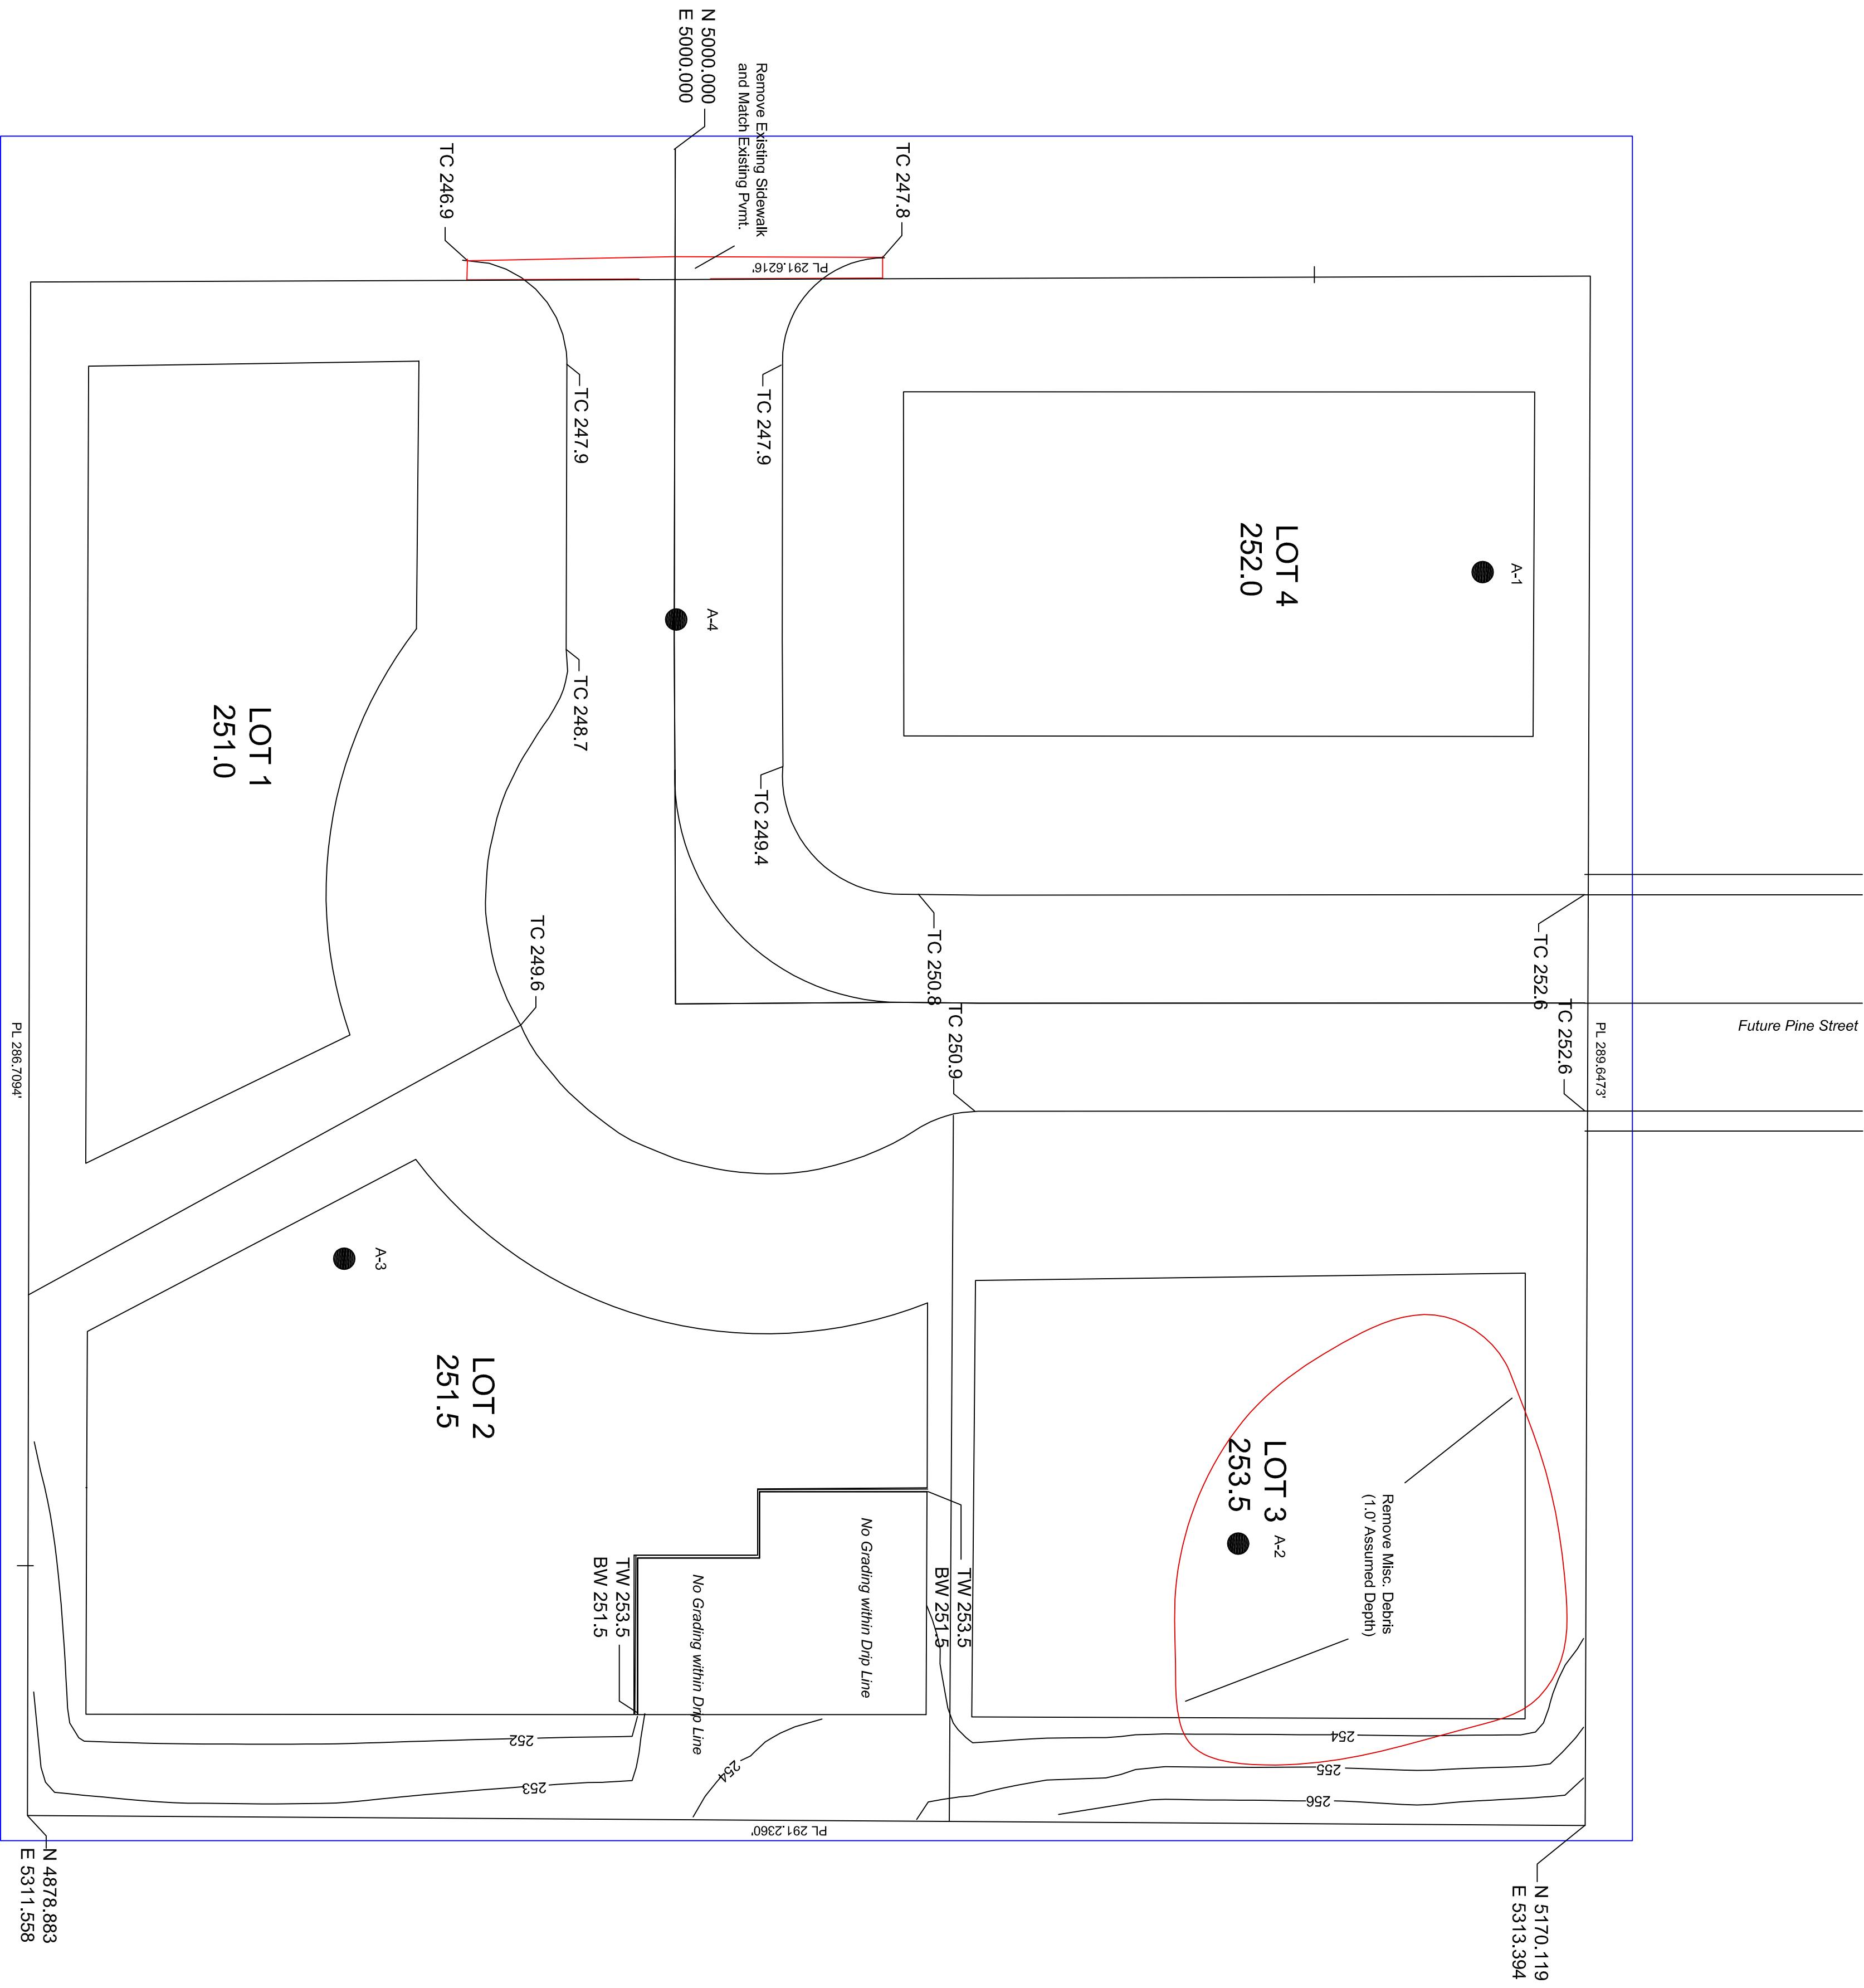 N 5000.000
E 5000.000
Remove Existing Sidewalk
and Match Existing Pvmt.
TC 246.9
TC 247.8
PL 291.6216'
TC 247.9
TC 247.9
LOT 4
252.0
A-1
A-4
LOT 1
251.0
TC 248.7
TC 249.4
TC 249.6
TC 250.8
TC 252.6
TC 250.9
TC 252.6
PL 286.7094'
PL 289.6473'
Future Pine Street
A-3
LOT 2
251.5
LOT 3
253.5
A-2
Remove Misc. Debris
(1.0' Assumed Depth)
No Grading within Drip Line
No Grading within Drip Line
TW 253.5
BW 251.5
TW 253.5
BW 251.5
252
253
254
254
255
256
PL 291.2360'
N 4878.883
E 5311.558
N 5170.119
E 5313.394